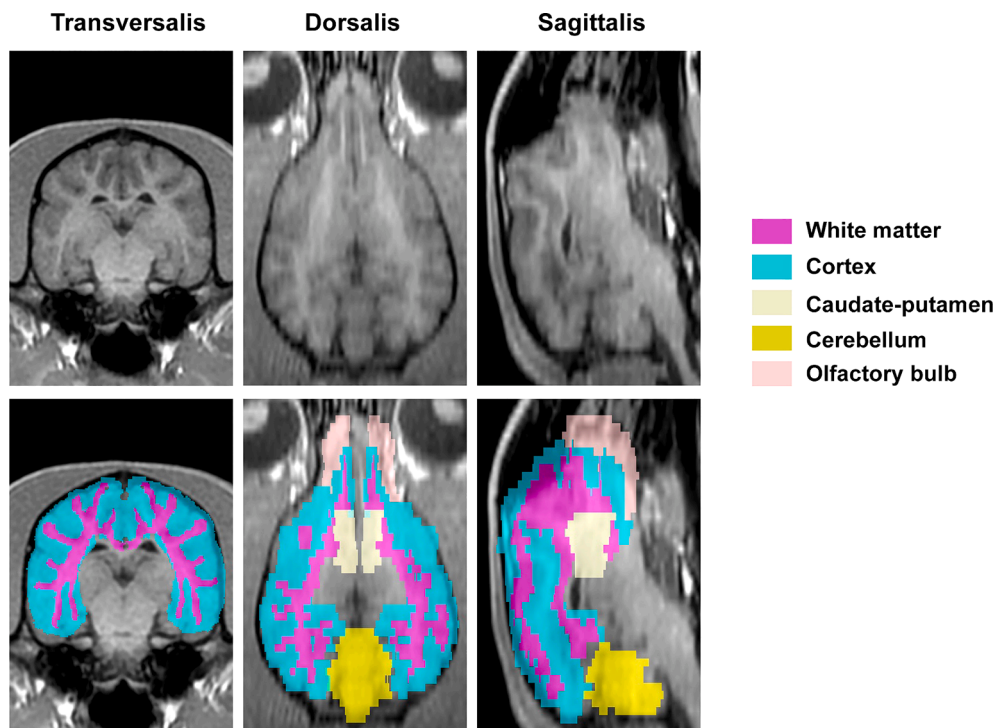 Transversalis
Dorsalis
Sagittalis
White matter
Cortex
Caudate-putamen
Cerebellum
Olfactory bulb